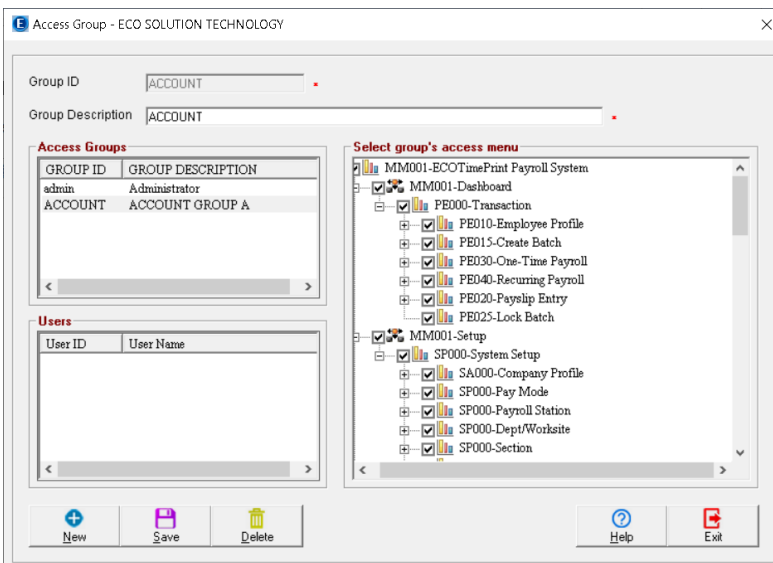 Access Group - ECO SOLUTION TECHNOLOGY
Group ID ACCOUNT
Group Description ACCOUNT
Access Groups
GROUP ID GROUP DESCRIPTION
admin Administrator
ACCOUNT ACCOUNT GROUP A
Users
User ID User Name
Select group's access menu
MM001-ECOTimePrint Payroll System
MM001-Dashboard
PE000-Transaction
PE010-Employee Profile
PE015-Create Batch
PE030-One-Time Payroll
PE040-Recurring Payroll
PE020-Payslip Entry
PE025-Lock Batch
MM001-Setup
SP000-System Setup
SA000-Company Profile
SP000-Pay Mode
SP000-Payroll Station
SP000-Dept/Worksite
SP000-Section
New Save Delete Help Exit